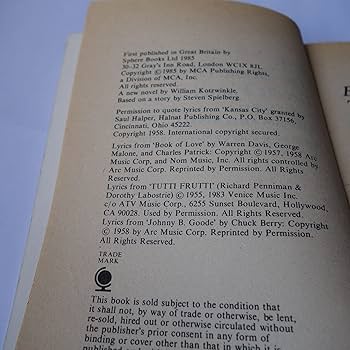 First published in Great Britain by
Sphere Books Ltd 1985
30-32 Gray's Inn Road, London WC1X 8JL
Copyright © 1985 by MCA Publishing Rights,
a Division of MCA, Inc.
All rights reserved.
A new novel by William Kotzwinkle.
Based on a story by Steven Spielberg
Permission to quote lyrics from 'Kansas City' granted by
Saul Halper, Halnat Publishing Co., P.O. Box 37156,
Cincinnati, Ohio 45222.
Copyright 1958. International copyright secured.
Lyrics from 'Book of Love' by Warren Davis, George
Malone, and Charles Patrick: Copyright © 1957, 1958 Arc
Music Corp, and Nom Music, Inc. All rights controlled by
Arc Music Corp. Reprinted by Permission. All Rights
Reserved.
Lyrics from 'TUTTI FRUTTI' (Richard Penniman &
Dorothy Labostrie) © 1955, 1983 Venice Music Inc.
c/o ATV Music Corp., 6255 Sunset Boulevard, Hollywood,
CA 90028. Used by Permission. All Rights Reserved.
Lyrics from 'Johnny B. Goode' by Chuck Berry: Copyright
© 1958 by Arc Music Corp. Reprinted by Permission.
All Rights Reserved.
TRADE
MARK
This book is sold subject to the condition that
it shall not, by way of trade or otherwise, be lent,
re-sold, hired out or otherwise circulated without
the publisher's prior consent in any form of
binding or cover other than that in which it is